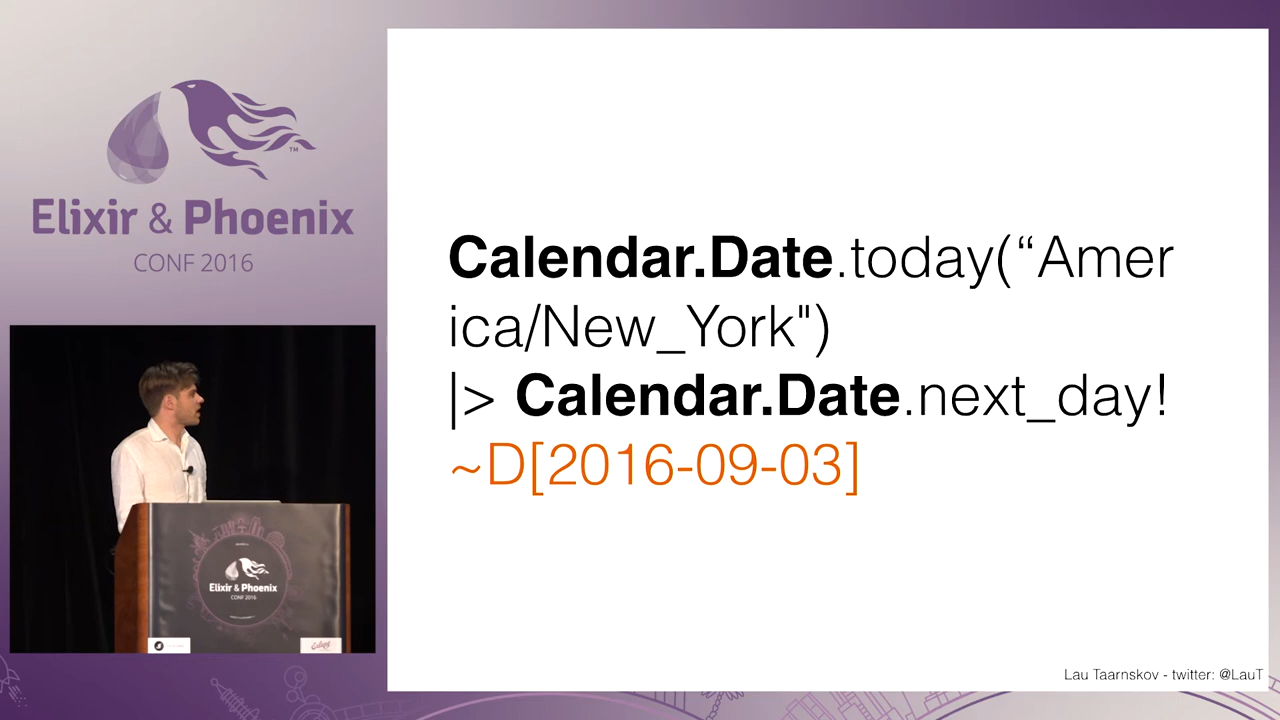 Elixir & Phoenix
TM
CONF 2016
Calendar.Date.today(“Amer
ica/New_York")
|> Calendar.Date.next_day!
~D[2016-09-03]
Elixir & Phoenix
CONF 2016
Lau Taarnskov - twitter: @LauT